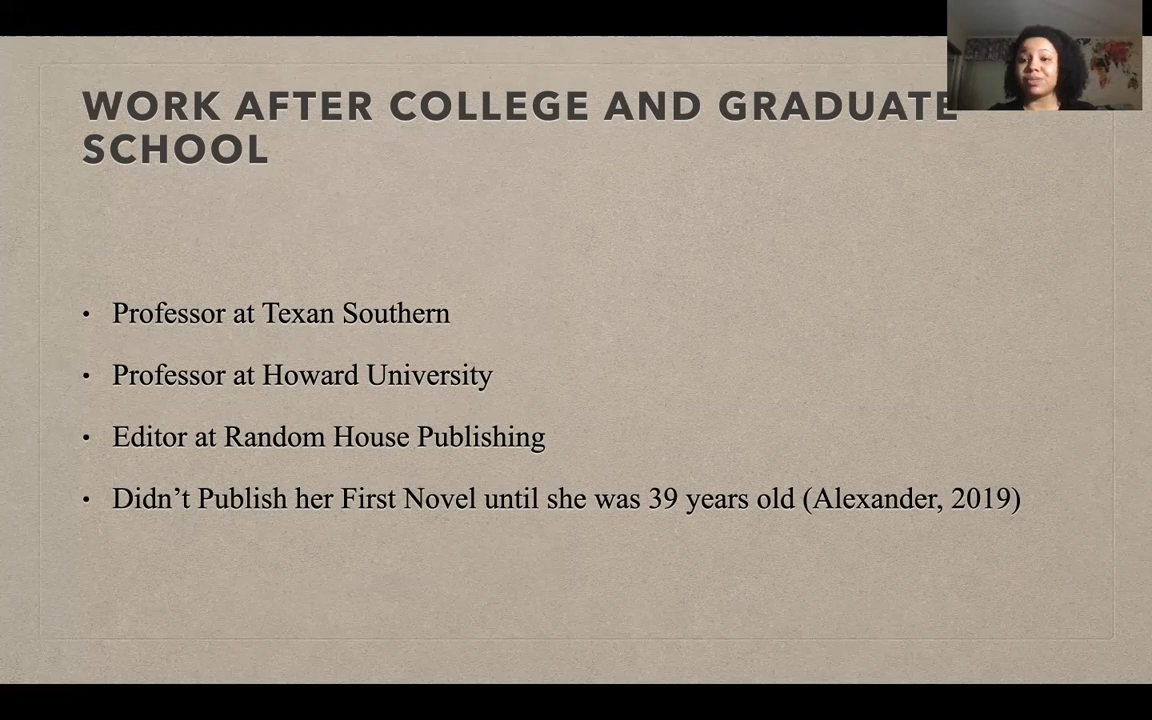 WORK AFTER COLLEGE AND GRADUATE
SCHOOL
• Professor at Texan Southern
• Professor at Howard University
• Editor at Random House Publishing
• Didn’t Publish her First Novel until she was 39 years old (Alexander, 2019)